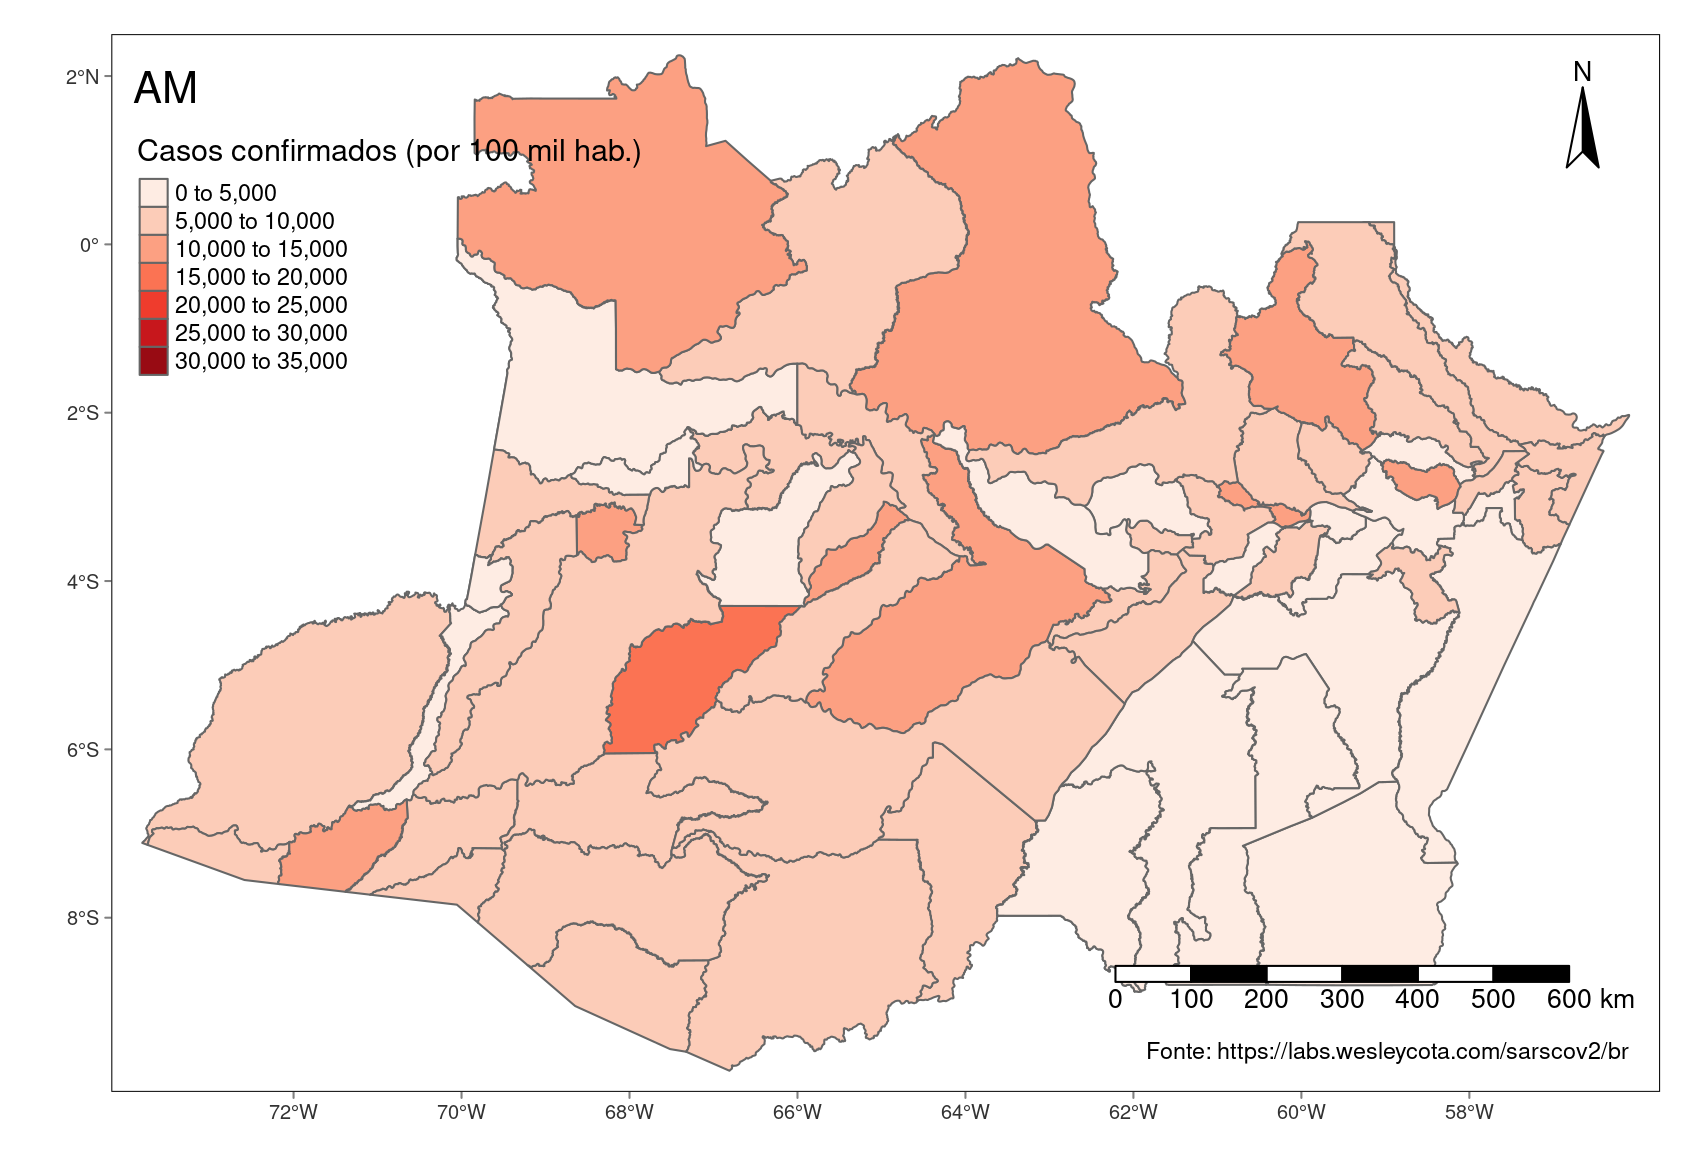 AM
N
Casos confirmados (por 100 mil hab.)
0 to 5,000
5,000 to 10,000
10,000 to 15,000
15,000 to 20,000
20,000 to 25,000
25,000 to 30,000
30,000 to 35,000
2°N
0°
2°S
4°S
6°S
8°S
0 100 200 300 400 500 600 km
Fonte: https://labs.wesleycota.com/sarscov2/br
72°W 70°W 68°W 66°W 64°W 62°W 60°W 58°W